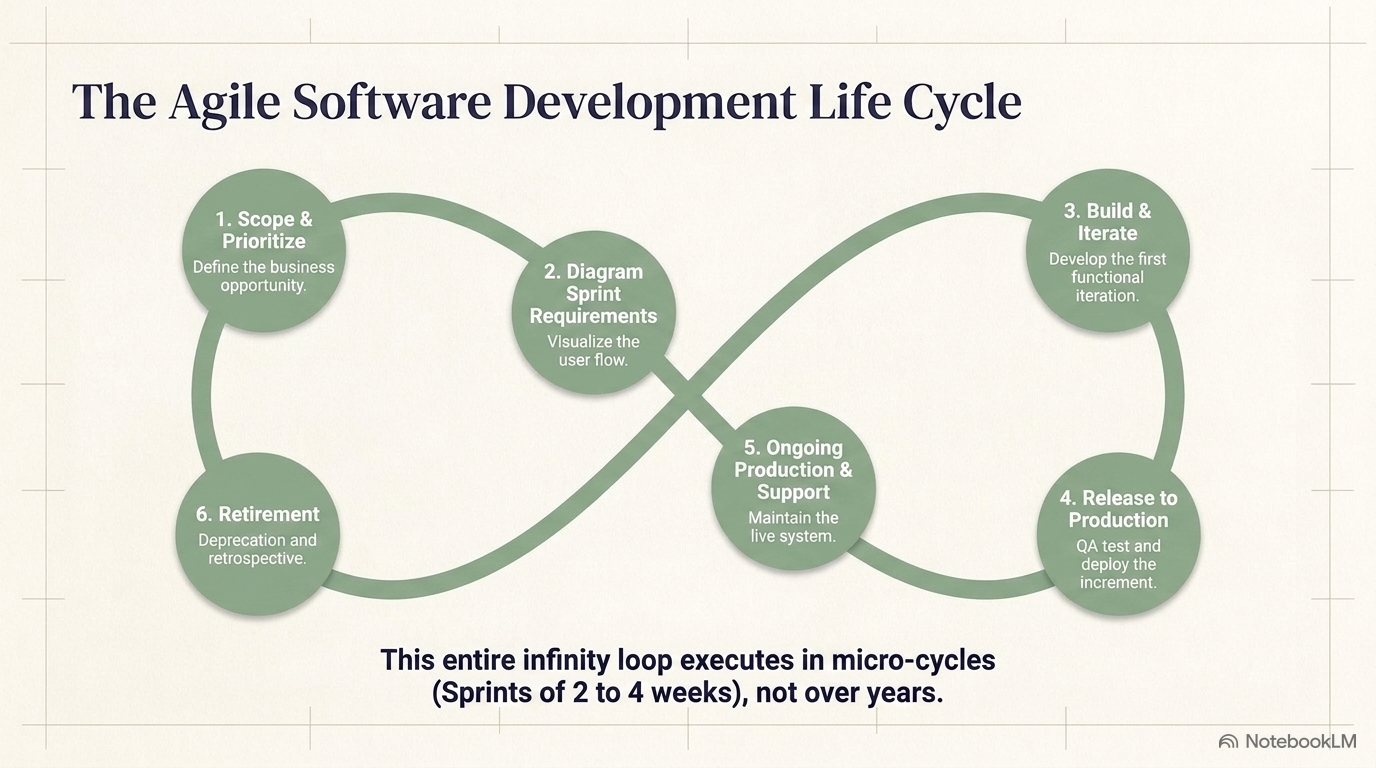 The Agile Software Development Life Cycle
1. Scope &
Prioritize
Define the business
opportunity.
2. Diagram
Sprint
Requirements
Visualize the
user flow.
3. Build &
Iterate
Develop the first
functional
iteration.
4. Release to
Production
QA test and
deploy the
increment.
5. Ongoing
Production &
Support
Maintain the
live system.
6. Retirement
Deprecation and
retrospective.
This entire infinity loop executes in micro-cycles
(Sprints of 2 to 4 weeks), not over years.
NotebookLM